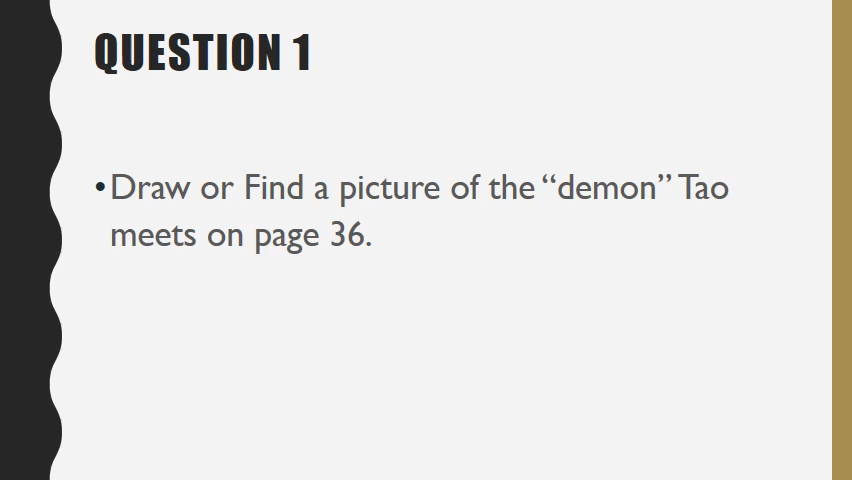 QUESTION 1
•Draw or Find a picture of the “demon” Tao
meets on page 36.